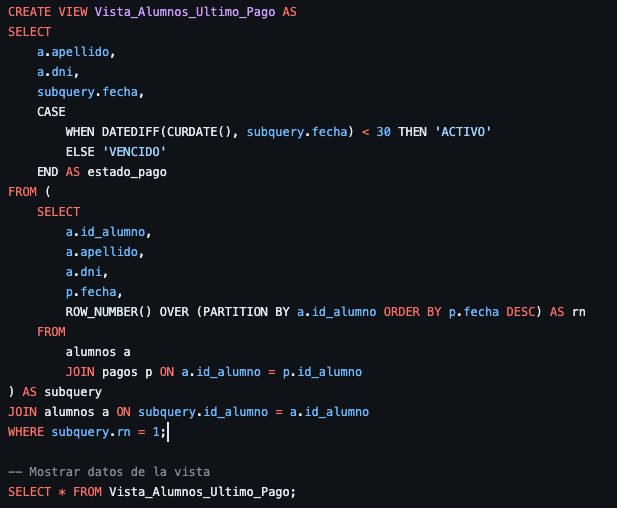 CREATE VIEW Vista_Alumnos_Ultimo_Pago AS
SELECT
    a.apellido,
    a.dni,
    subquery.fecha,
    CASE
        WHEN DATEDIFF(CURDATE(), subquery.fecha) < 30 THEN 'ACTIVO'
        ELSE 'VENCIDO'
    END AS estado_pago
FROM (
    SELECT
        a.id_alumno,
        a.apellido,
        a.dni,
        p.fecha,
        ROW_NUMBER() OVER (PARTITION BY a.id_alumno ORDER BY p.fecha DESC) AS rn
    FROM
        alumnos a
        JOIN pagos p ON a.id_alumno = p.id_alumno
) AS subquery
JOIN alumnos a ON subquery.id_alumno = a.id_alumno
WHERE subquery.rn = 1;
-- Mostrar datos de la vista
SELECT * FROM Vista_Alumnos_Ultimo_Pago;